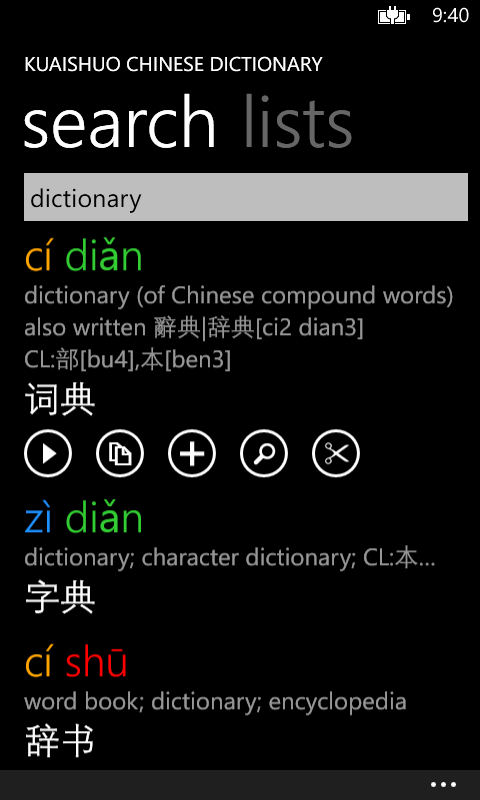 9:40
KUAISHUO CHINESE DICTIONARY
search lists
dictionary
cí diǎn
dictionary (of Chinese compound words)
also written 辭典|辞典[ci2 dian3]
CL:部[bu4],本[ben3]
词典
zì diǎn
dictionary; character dictionary; CL:本...
字典
cí shū
word book; dictionary; encyclopedia
辞书